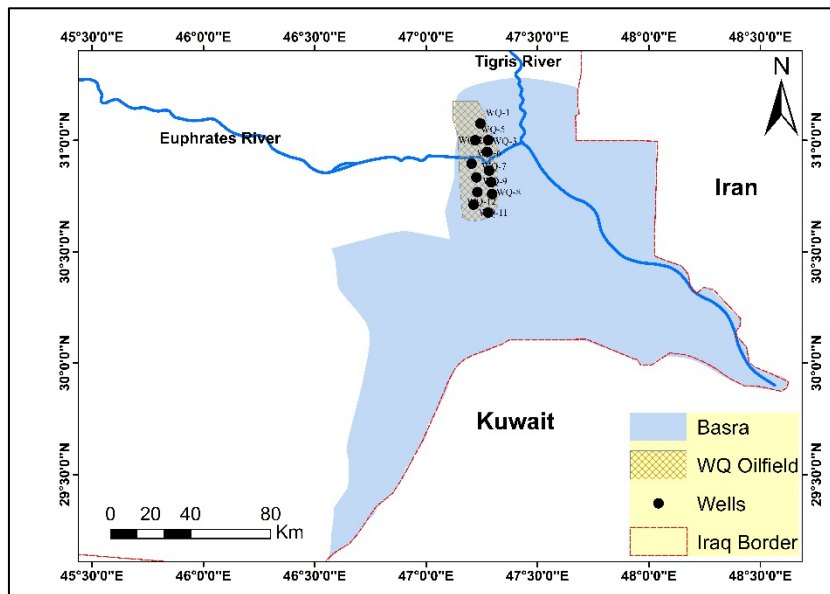 45°30'0"E 46°0'0"E 46°30'0"E 47°0'0"E 47°30'0"E 48°0'0"E 48°30'0"E
Tigris River
N
WQ-1
WQ-5
31°0'0"N
Euphrates River
WQ-3
31°0'0"N
WQ-7
Iran
WQ-9
WQ-8
WQ-12
WQ-11
30°30'0"N
30°30'0"N
30°0'0"N
30°0'0"N
Kuwait
Basra
WQ Oilfield
29°30'0"N
29°30'0"N
Wells
0 20 40 80
Km
Iraq Border
45°30'0"E 46°0'0"E 46°30'0"E 47°0'0"E 47°30'0"E 48°0'0"E 48°30'0"E